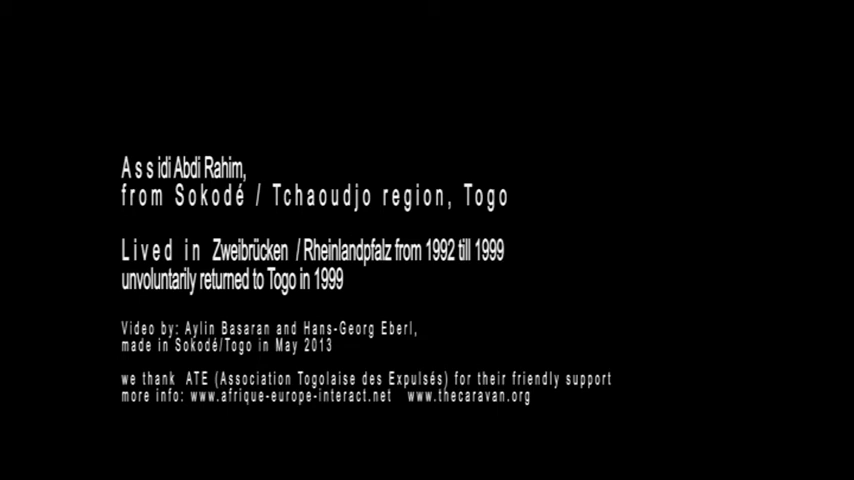 Assidi Abdi Rahim,
from Sokodé / Tchaoudjo region, Togo
Lived in Zweibrücken / Rheinlandpfalz from 1992 till 1999
unvoluntarily returned to Togo in 1999
Video by: Aylin Basaran and Hans-Georg Eberl,
made in Sokodé/Togo in May 2013
we thank ATE (Association Togolaise des Expulsés) for their friendly support
more info: www.afrique-europe-interact.net www.thecaravan.org